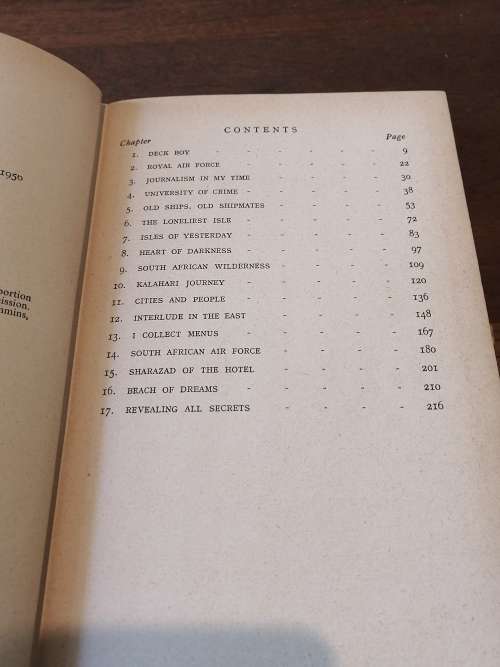 1950
portion
ission.
mmins,
CONTENTS
Chapter Page
1. DECK BOY - - - - - 9
2. ROYAL AIR FORCE - - - - 22
3. JOURNALISM IN MY TIME - - - - 30
4. UNIVERSITY OF CRIME - - - - 38
5. OLD SHIPS, OLD SHIPMATES - - - - 53
6. THE LONELIEST ISLE - - - - 72
7. ISLES OF YESTERDAY - - - - 83
8. HEART OF DARKNESS - - - - 97
9. SOUTH AFRICAN WILDERNESS - - - - 109
10. KALAHARI JOURNEY - - - - - 120
11. CITIES AND PEOPLE - - - - - 136
12. INTERLUDE IN THE EAST - - - - - 148
13. I COLLECT MENUS - - - - - 167
14. SOUTH AFRICAN AIR FORCE - - - - 180
15. SHARAZAD OF THE HOTEL - - - - 201
16. BEACH OF DREAMS - - - - - 210
17. REVEALING ALL SECRETS - - - - 216